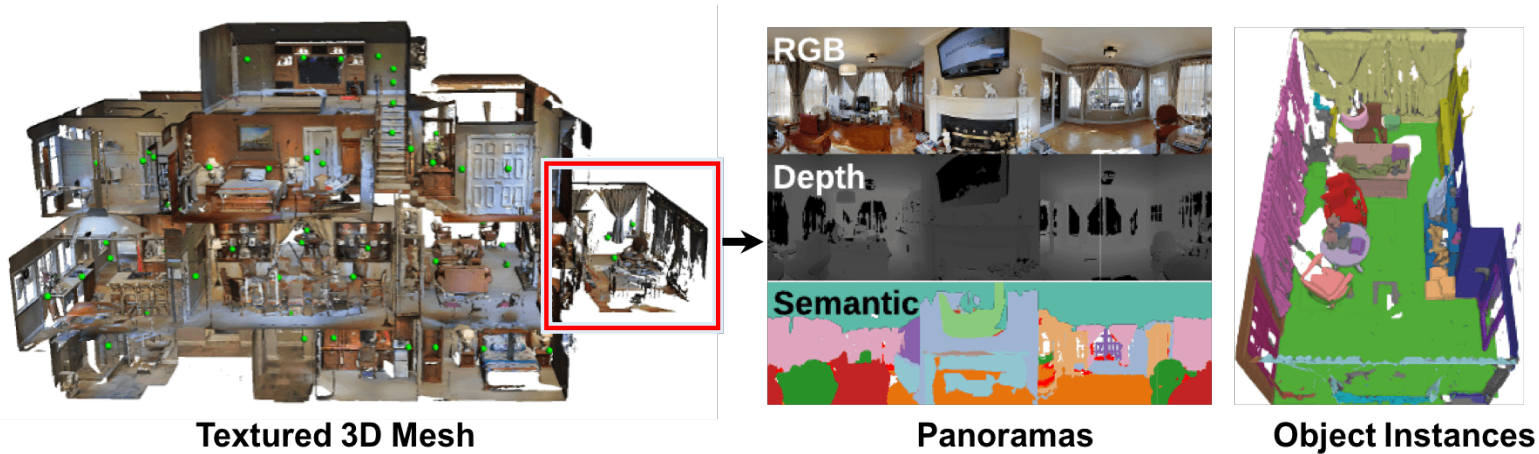 RGB
Depth
Semantic
Textured 3D Mesh
Panoramas
Object Instances